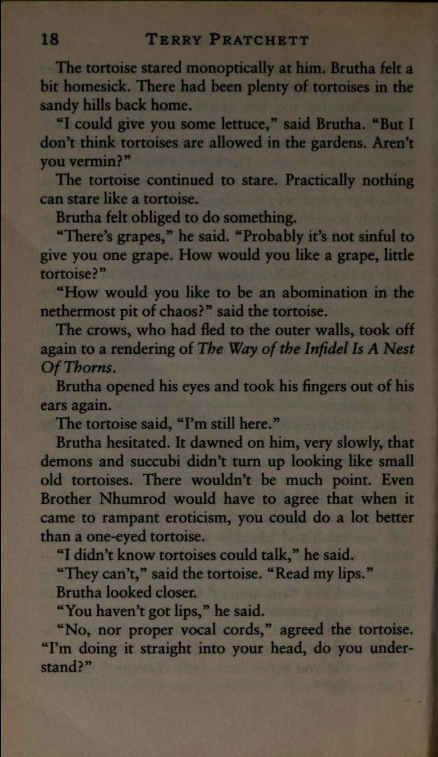 18 TERRY PRATCHETT
The tortoise stared monoptically at him. Brutha felt a
bit homesick. There had been plenty of tortoises in the
sandy hills back home.
“I could give you some lettuce,” said Brutha. “But I
don’t think tortoises are allowed in the gardens. Aren’t
you vermin?”
The tortoise continued to stare. Practically nothing
can stare like a tortoise.
Brutha felt obliged to do something.
“There’s grapes,” he said. “Probably it’s not sinful to
give you one grape. How would you like a grape, little
tortoise?”
“How would you like to be an abomination in the
nethermost pit of chaos?” said the tortoise.
The crows, who had fled to the outer walls, took off
again to a rendering of The Way of the Infidel Is A Nest
Of Thorns.
Brutha opened his eyes and took his fingers out of his
ears again.
The tortoise said, “I’m still here.”
Brutha hesitated. It dawned on him, very slowly, that
demons and succubi didn’t turn up looking like small
old tortoises. There wouldn’t be much point. Even
Brother Nhumrod would have to agree that when it
came to rampant eroticism, you could do a lot better
than a one-eyed tortoise.
“I didn’t know tortoises could talk,” he said.
“They can’t,” said the tortoise. “Read my lips.”
Brutha looked closer.
“You haven’t got lips,” he said.
“No, nor proper vocal cords,” agreed the tortoise.
“I’m doing it straight into your head, do you under-
stand?”